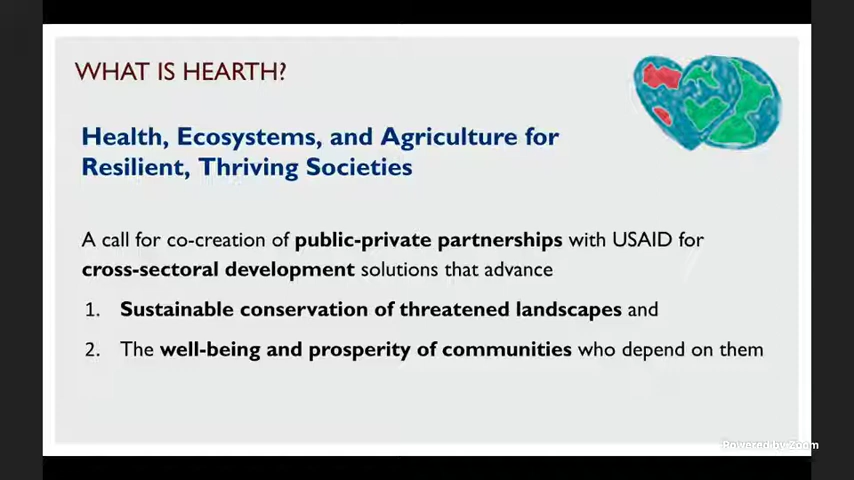 WHAT IS HEARTH?
Health, Ecosystems, and Agriculture for
Resilient, Thriving Societies
A call for co-creation of public-private partnerships with USAID for
cross-sectoral development solutions that advance
1. Sustainable conservation of threatened landscapes and
2. The well-being and prosperity of communities who depend on them
Powered by Zoom